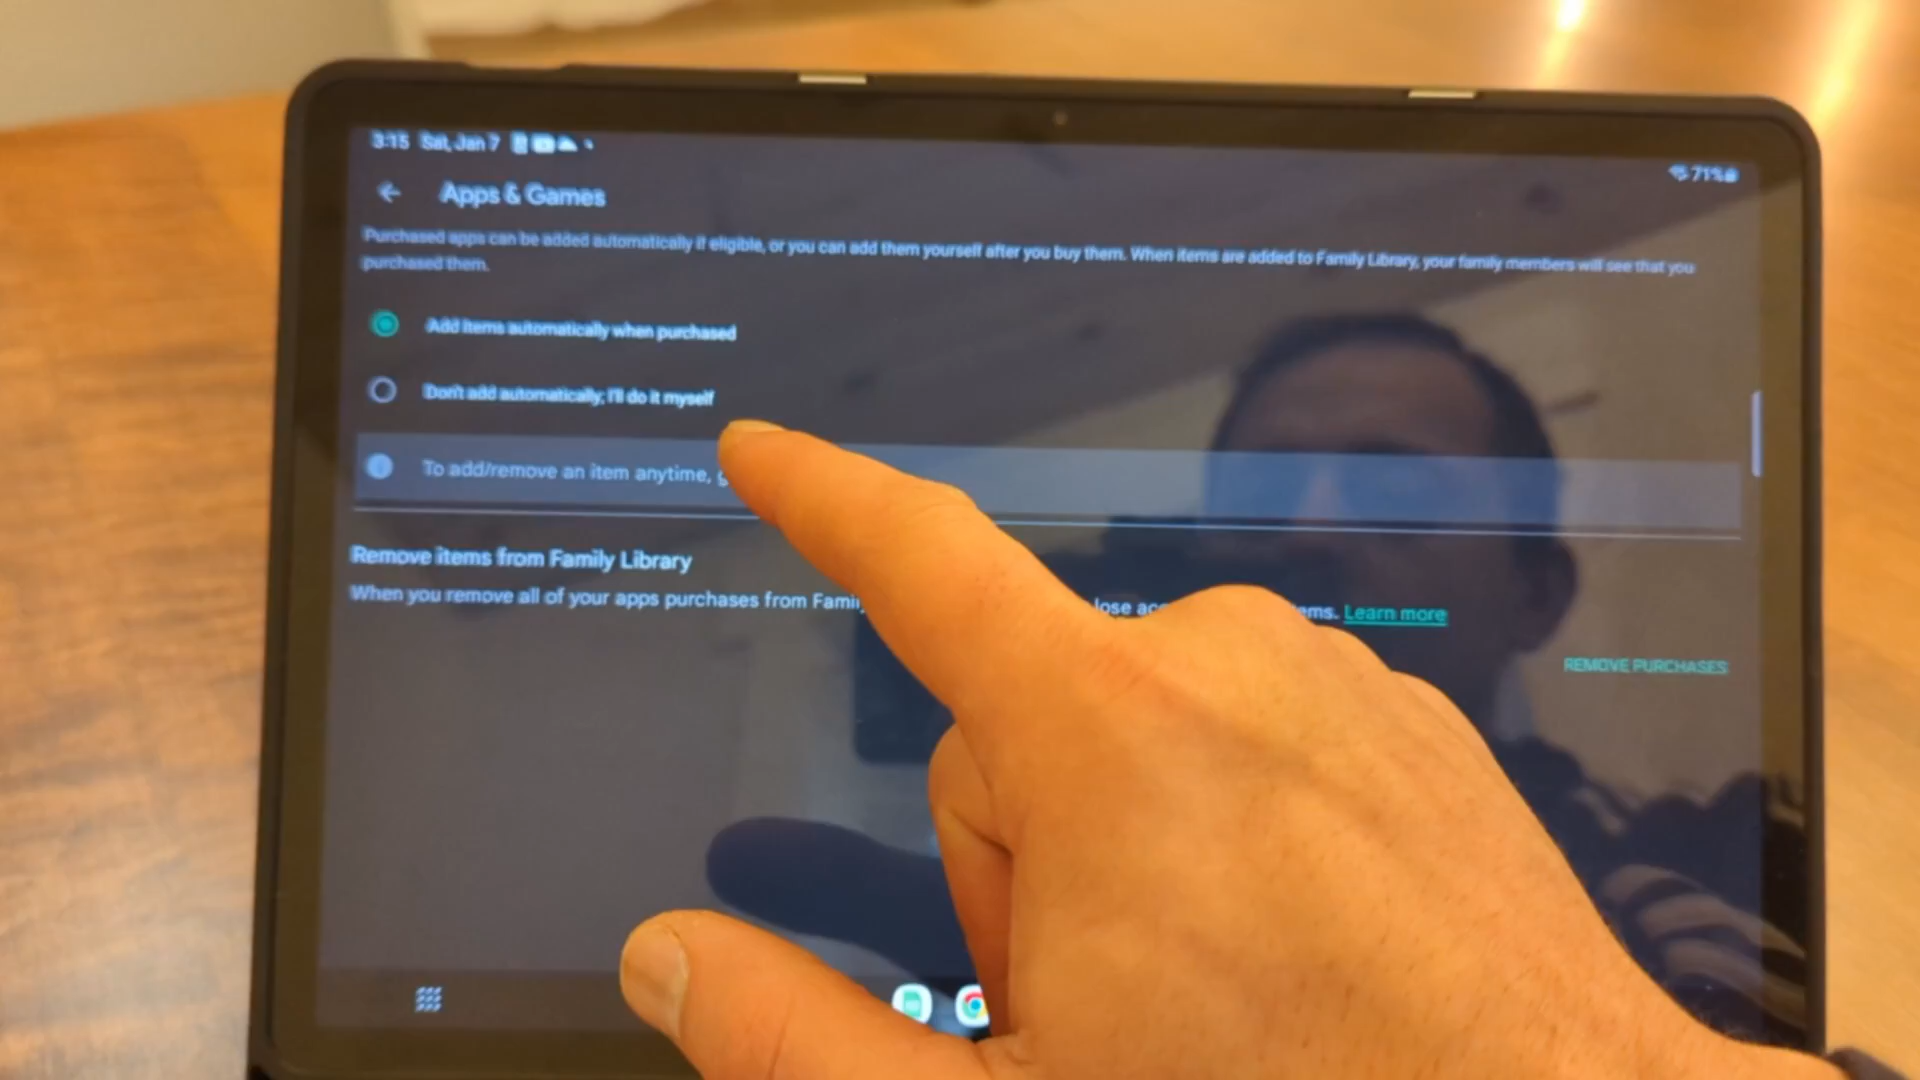 3:15 Sat, Jan 7
71%
Apps & Games
Purchased apps can be added automatically if eligible, or you can add them yourself after you buy them. When items are added to Family Library, your family members will see that you
purchased them.
Add items automatically when purchased
Don't add automatically; I'll do it myself
To add/remove an item anytime,
Remove items from Family Library
When you remove all of your apps purchases from lose Learn more
REMOVE PURCHASES